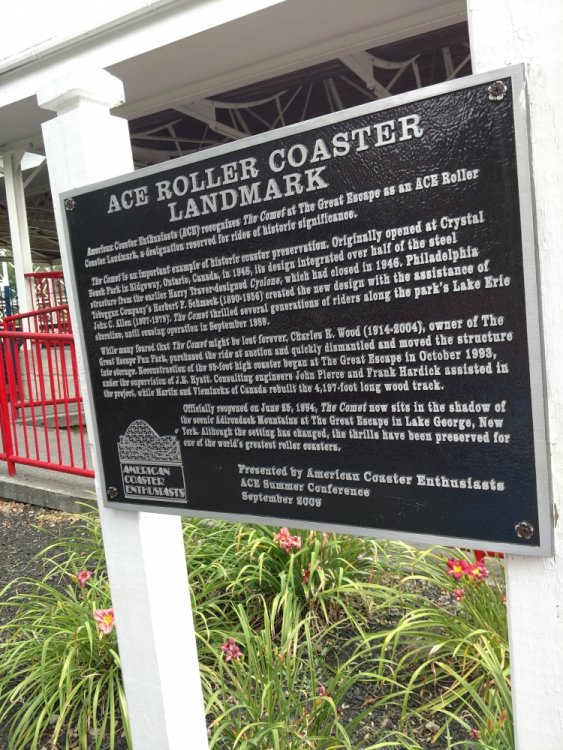 ACE ROLLER COASTER
LANDMARK
American Coaster Enthusiasts (ACE) recognizes The Comet at The Great Escape as an ACE Roller
Coaster Landmark, a designation reserved for rides of historic significance.
The Comet is an important example of historic coaster preservation. Originally opened at Crystal
Beach Park in Ridgeway, Ontario, Canada, in 1948, its design integrated over half of the steel
structure from the earlier Harry Traver-designed Cyclone, which had closed in 1946. Philadelphia
Toboggan Company's Herbert P. Schmeck (1890-1956) created the new design with the assistance of
John C. Allen (1907-1979). The Comet thrilled several generations of riders along the park's Lake Erie
shoreline, until ceasing operation in September 1989.
While many feared that The Comet might be lost forever, Charles R. Wood (1914-2004), owner of The
Great Escape Fun Park, purchased the ride at auction and quickly dismantled and moved the structure
into storage. Reconstruction of the 95-foot high coaster began at The Great Escape in October 1993,
under the supervision of J.E. Hyatt. Consulting engineers John Pierce and Frank Hardick assisted in
the project, while Martin and Vleminckx of Canada rebuilt the 4,197-foot long wood track.
Officially reopened on June 25, 1994, The Comet now sits in the shadow of
the scenic Adirondack Mountains at The Great Escape in Lake George, New
York. Although the setting has changed, the thrills have been preserved for
one of the world's greatest roller coasters.
AMERICAN
COASTER
ENTHUSIASTS
Presented by American Coaster Enthusiasts
ACE Summer Conference
September 2009